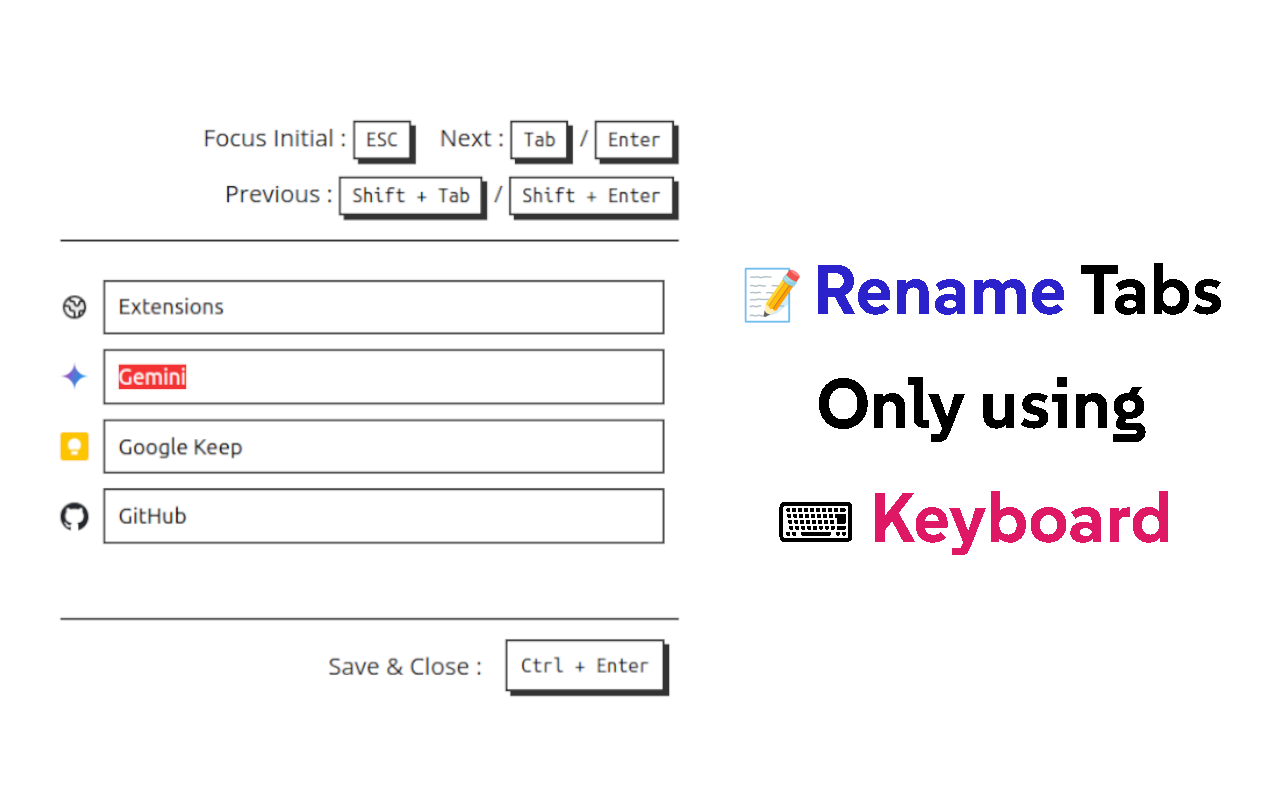 Focus Initial : ESC Next : Tab / Enter
Previous : Shift + Tab / Shift + Enter
Extensions
Gemini
Google Keep
GitHub
Save & Close : Ctrl + Enter
Rename Tabs
Only using
Keyboard